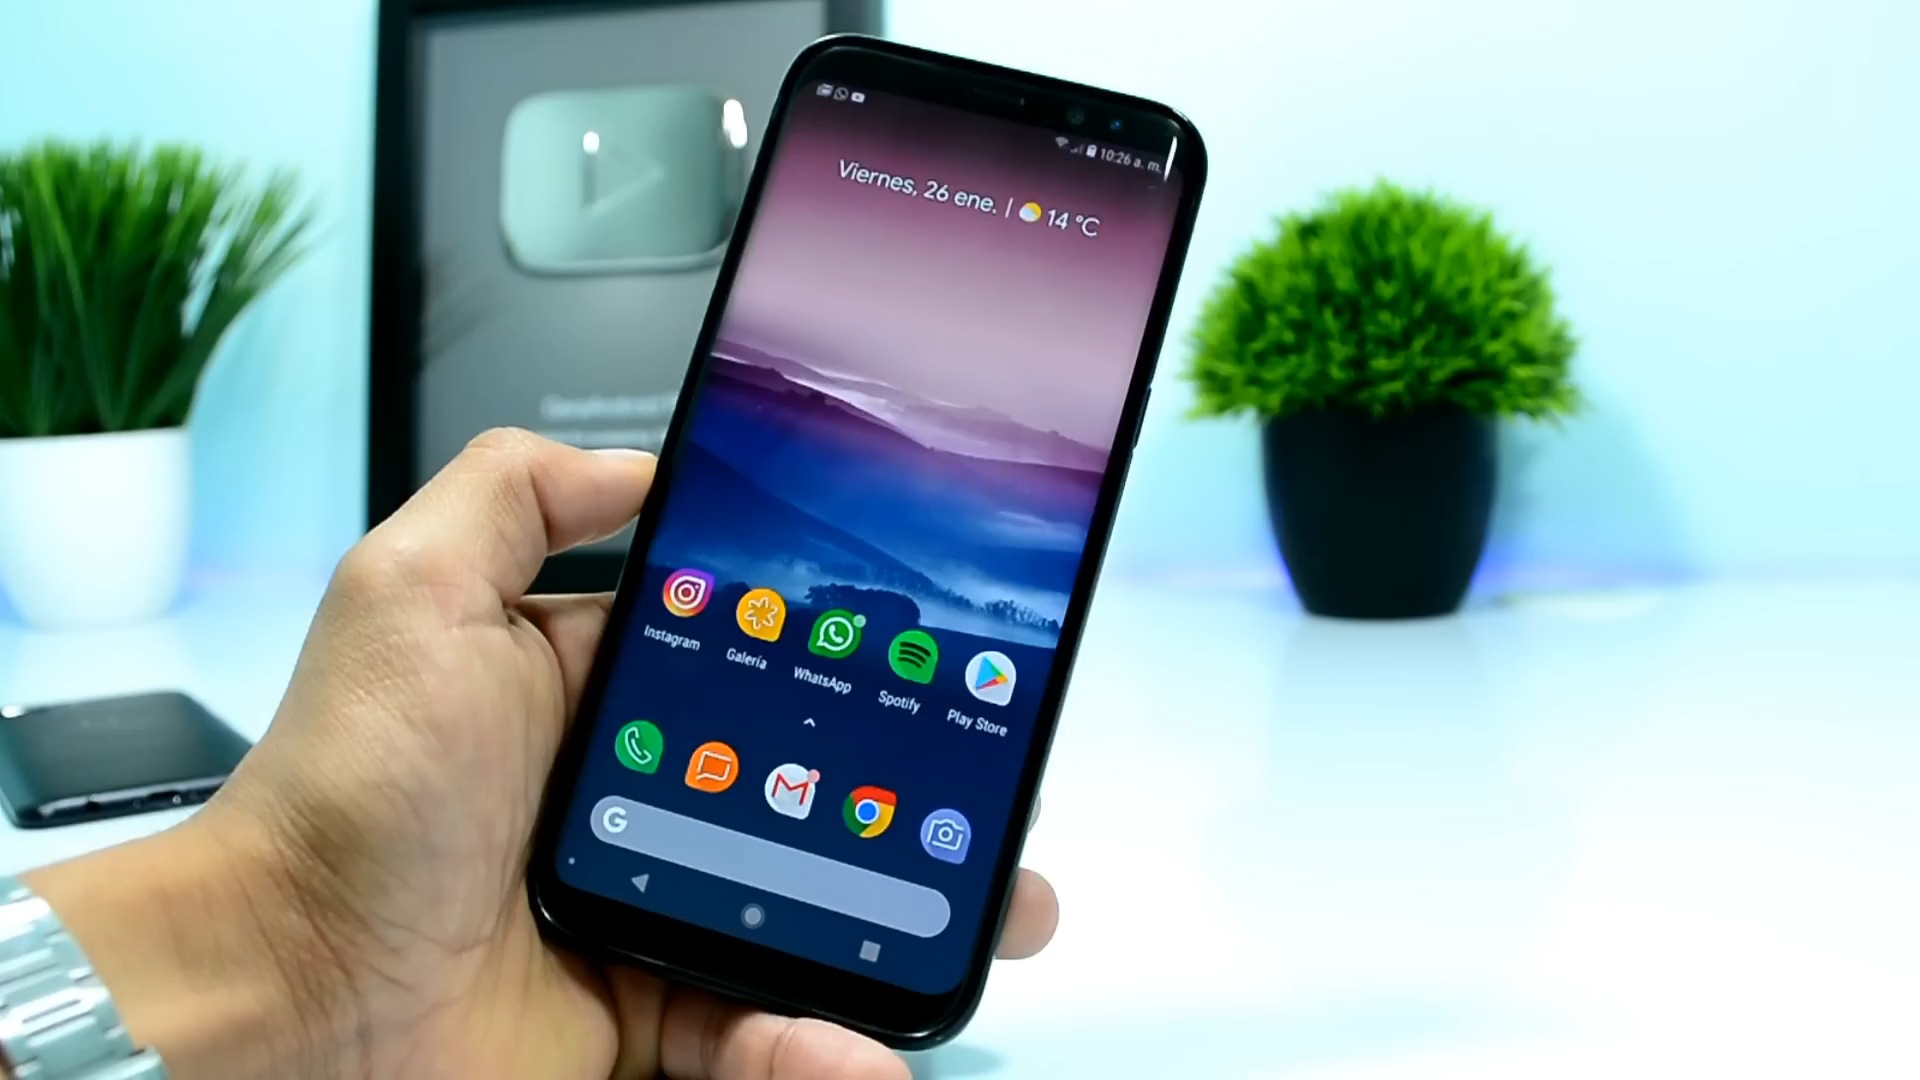 10:26 a. m.
Viernes, 26 ene. | 14 °C
Instagram
Galería
WhatsApp
Spotify
Play Store
G